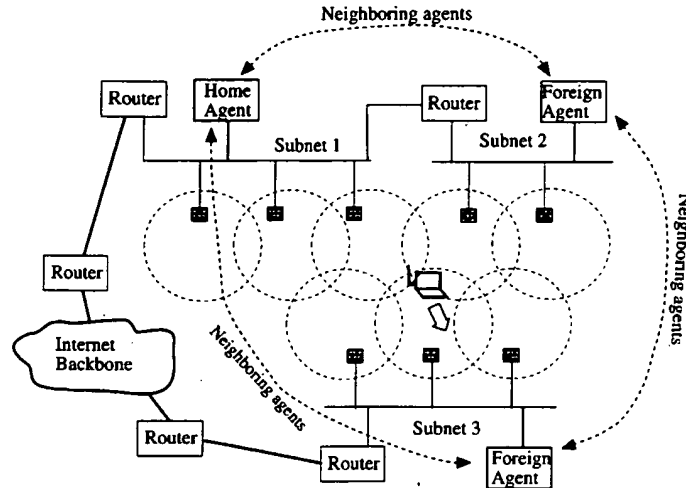 Neighboring agents
Router
Home
Agent
Router
Foreign
Agent
Subnet 1
Subnet 2
Neighboring agents
Router
Internet
Backbone
Neighboring agents
Router
Subnet 3
Router
Foreign
Agent